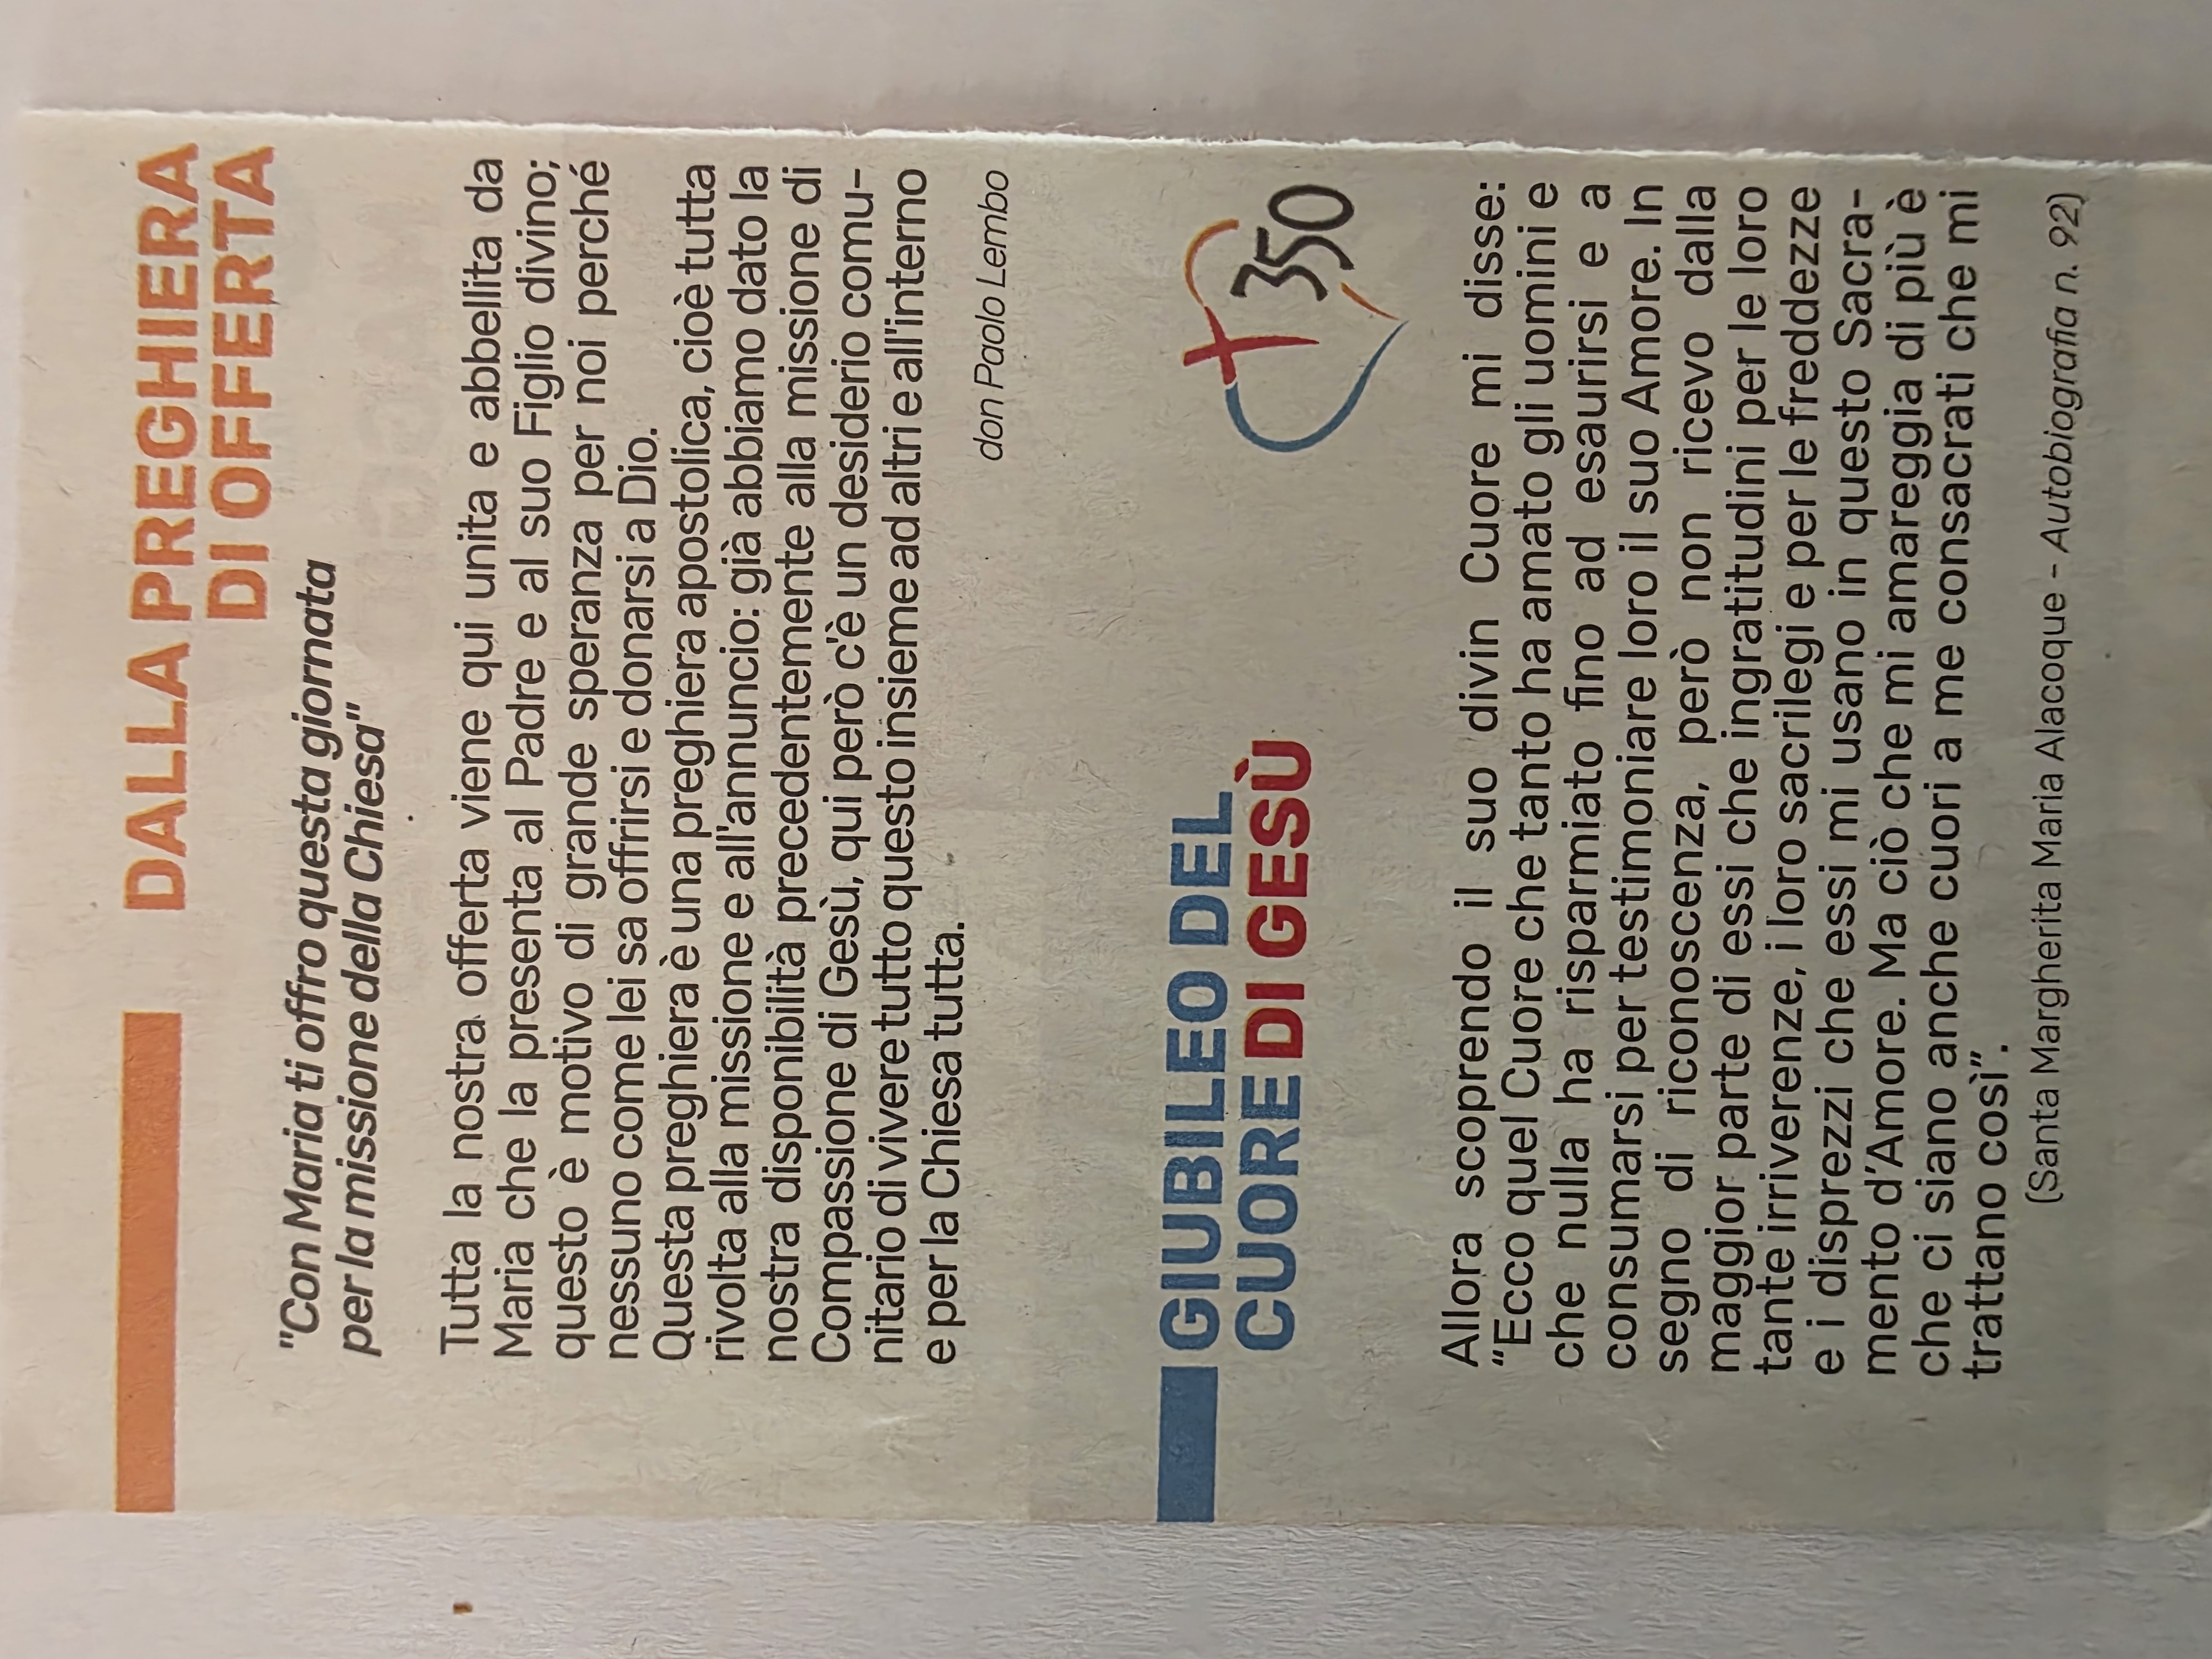 DALLA PREGHIERA
DI OFFERTA
"Con Maria ti offro questa giornata
per la missione della Chiesa"
Tutta la nostra offerta viene qui unita e abbellita da
Maria che la presenta al Padre e al suo Figlio divino;
questo è motivo di grande speranza per noi perché
nessuno come lei sa offrirsi e donarsi a Dio.
Questa preghiera è una preghiera apostolica, cioè tutta
rivolta alla missione e all'annuncio: già abbiamo dato la
nostra disponibilità precedentemente alla missione di
Compassione di Gesù, qui però c'è un desiderio comu-
nitario di vivere tutto questo insieme ad altri e all'interno
e per la Chiesa tutta.
don Paolo Lembo
GIUBILEO DEL
CUORE DI GESÙ
350
Allora scoprendo il suo divin Cuore mi disse:
“Ecco quel Cuore che tanto ha amato gli uomini e
che nulla ha risparmiato fino ad esaurirsi e a
consumarsi per testimoniare loro il suo Amore. In
segno di riconoscenza, però non ricevo dalla
maggior parte di essi che ingratitudini per le loro
tante irriverenze, i loro sacrilegi e per le freddezze
e i disprezzi che essi mi usano in questo Sacra-
mento d’Amore. Ma ciò che mi amareggia di più è
che ci siano anche cuori a me consacrati che mi
trattano così”.
(Santa Margherita Maria Alacoque - Autobiografia n. 92)